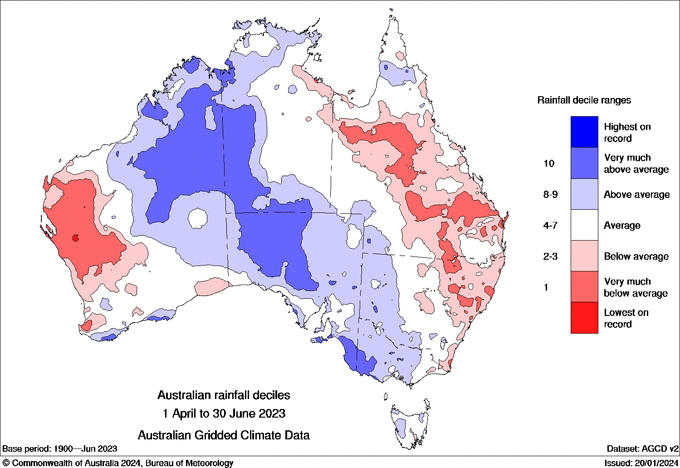 Rainfall decile ranges
Highest on
record
10
Very much
above average
8-9
Above average
4-7
Average
2-3
Below average
1
Very much
below average
Lowest on
record
Australian rainfall deciles
1 April to 30 June 2023
Australian Gridded Climate Data
Base period: 1900—Jun 2023
Dataset: AGCD v2
© Commonwealth of Australia 2024, Bureau of Meteorology
Issued: 20/01/2024